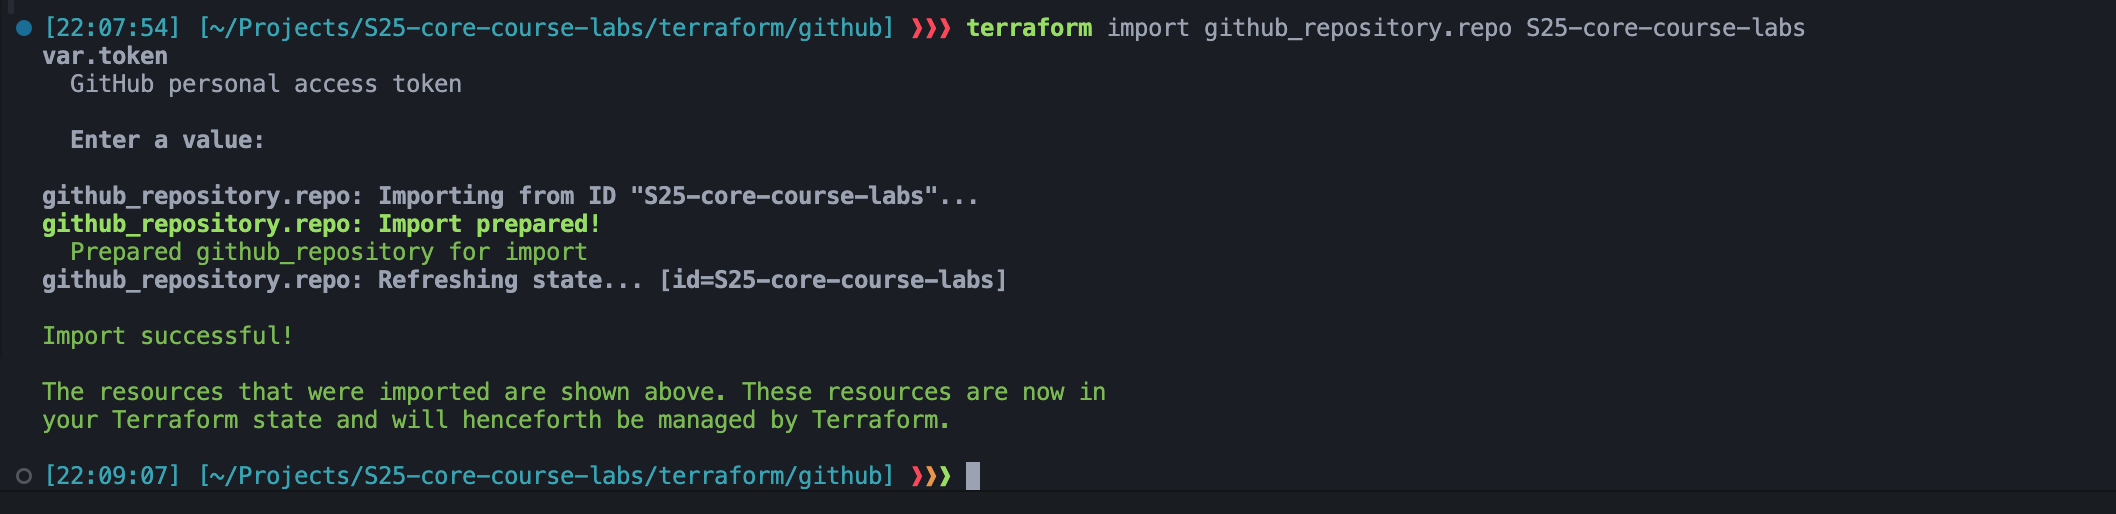 [22:07:54] [~/Projects/S25-core-course-labs/terraform/github] ❯❯❯ terraform import github_repository.repo S25-core-course-labs
var.token
  GitHub personal access token
  Enter a value:
github_repository.repo: Importing from ID "S25-core-course-labs"...
github_repository.repo: Import prepared!
  Prepared github_repository for import
github_repository.repo: Refreshing state... [id=S25-core-course-labs]
Import successful!
The resources that were imported are shown above. These resources are now in
your Terraform state and will henceforth be managed by Terraform.
[22:09:07] [~/Projects/S25-core-course-labs/terraform/github] ❯❯❯